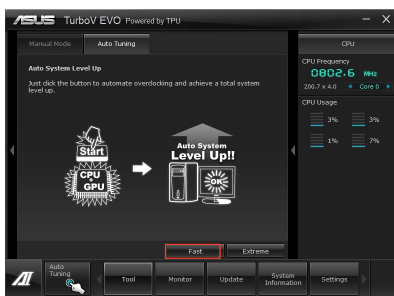 ASUS TurboV EVO Powered by TPU
Manual Mode
Auto Tuning
CPU
Auto System Level Up
Just click the button to automate overclocking and achieve a total system
level up.
CPU Frequency
0802.6 MHz
200.7 x 4.0
Core 0
CPU Usage
3%
3%
1%
7%
Start
CPU
+
GPU
Auto System
Level Up!!
OK
Fast
Extreme
Auto
Tuning
Tool
Monitor
Update
System
Information
Settings